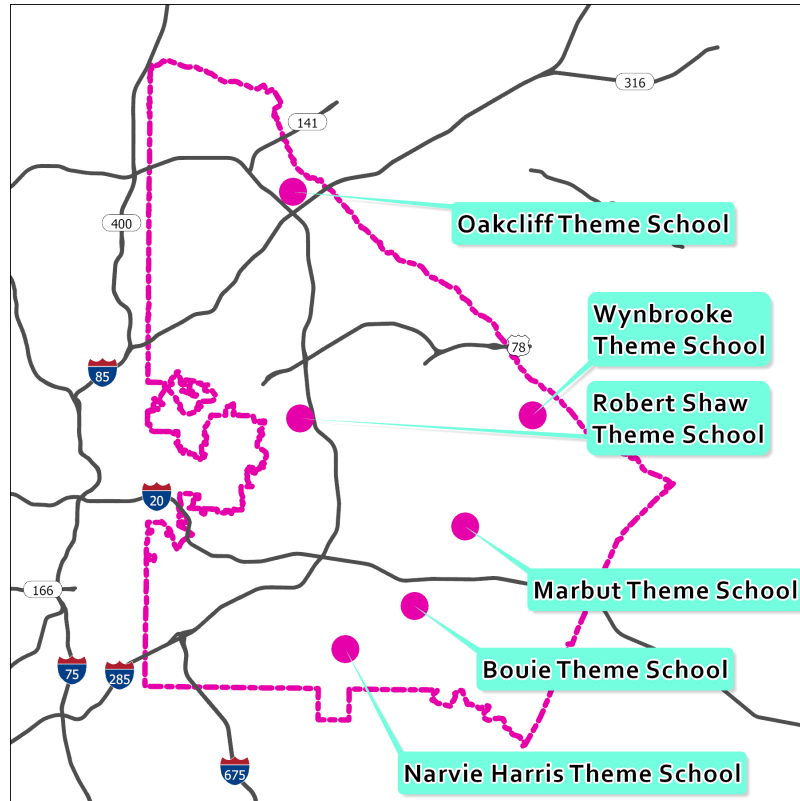 316
141
400
Oakcliff Theme School
Wynbrooke
Theme School
78
85
Robert Shaw
Theme School
20
Marbut Theme School
166
Bouie Theme School
75
285
Narvie Harris Theme School
675